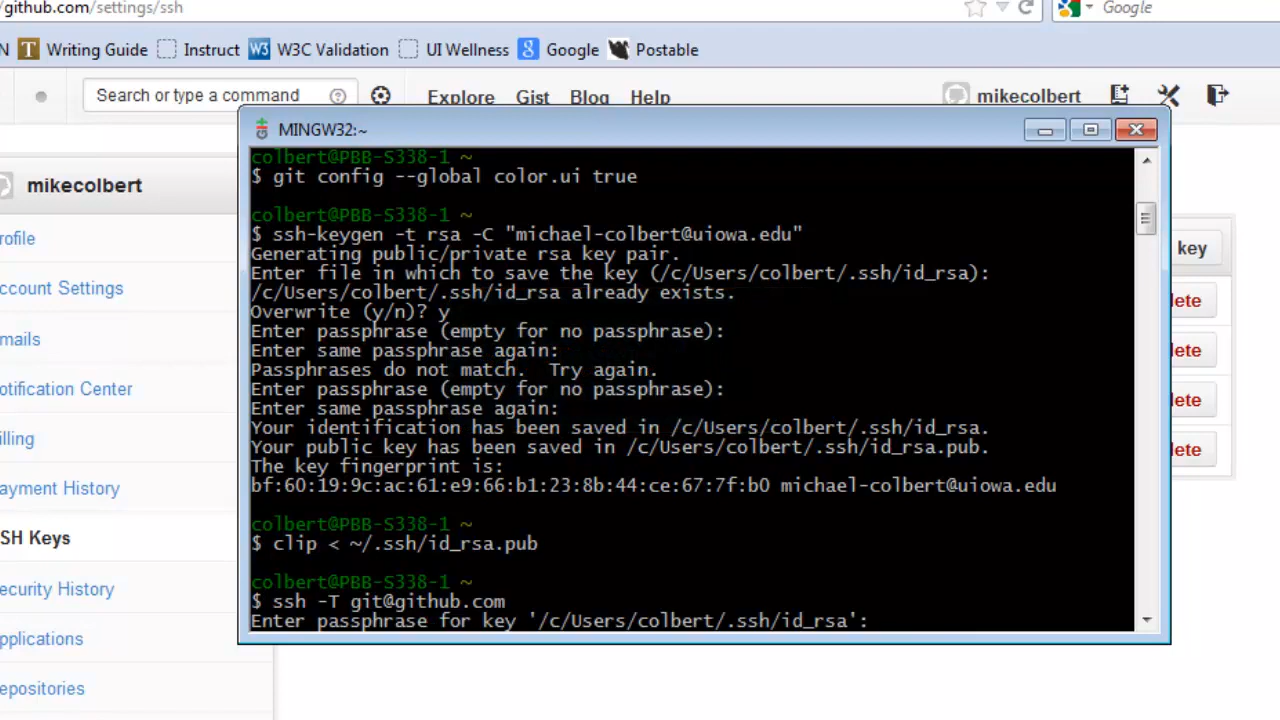 /github.com/settings/ssh
Google
N Writing Guide Instruct W3C Validation UI Wellness Google Postable
Search or type a command
Explore Gist Blog Help
mikecolbert
MINGW32:~
mikecolbert
rofile
ccount Settings
mails
otification Center
illing
ayment History
SH Keys
ecurity History
pplications
epositories
colbert@PBB-S338-1 ~
$ git config --global color.ui true
colbert@PBB-S338-1 ~
$ ssh-keygen -t rsa -C "michael-colbert@uiowa.edu"
Generating public/private rsa key pair.
Enter file in which to save the key (/c/Users/colbert/.ssh/id_rsa):
/c/Users/colbert/.ssh/id_rsa already exists.
Overwrite (y/n)? y
Enter passphrase (empty for no passphrase):
Enter same passphrase again:
Passphrases do not match.  Try again.
Enter passphrase (empty for no passphrase):
Enter same passphrase again:
Your identification has been saved in /c/Users/colbert/.ssh/id_rsa.
Your public key has been saved in /c/Users/colbert/.ssh/id_rsa.pub.
The key fingerprint is:
bf:60:19:9c:ac:61:e9:66:b1:23:8b:44:ce:67:7f:b0 michael-colbert@uiowa.edu
colbert@PBB-S338-1 ~
$ clip < ~/.ssh/id_rsa.pub
colbert@PBB-S338-1 ~
$ ssh -T git@github.com
Enter passphrase for key '/c/Users/colbert/.ssh/id_rsa':
key
ete
ete
ete
ete